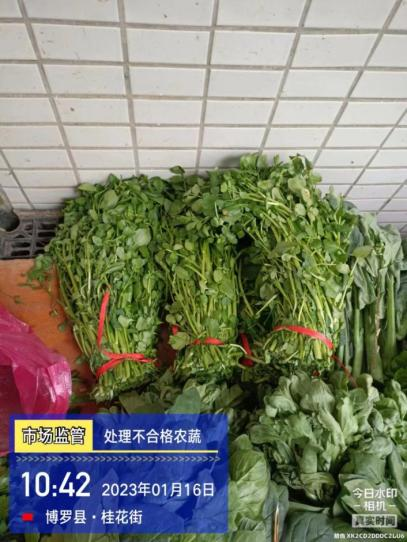 市场监管 处理不合格农蔬
10:42 2023年01月16日
博罗县·桂花街
今日水印
-相机-
真实时间